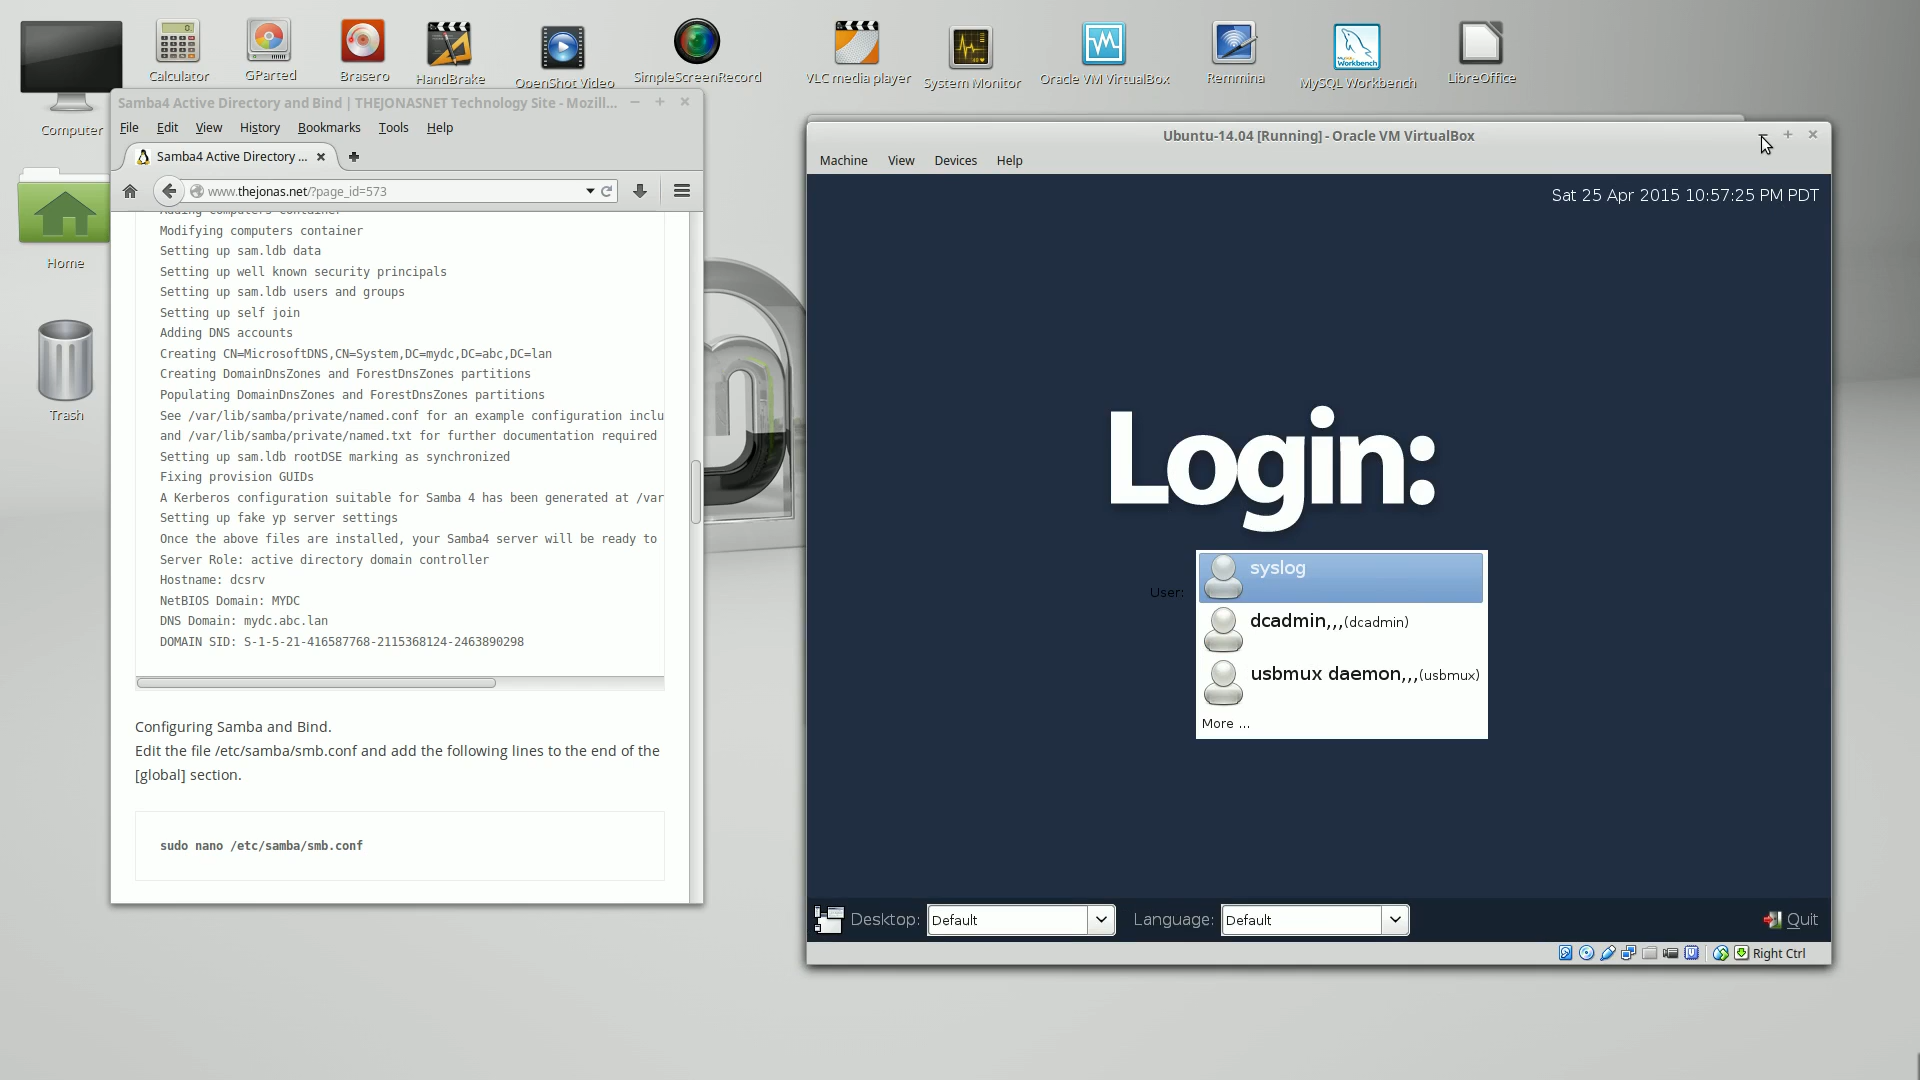 Calculator
GParted
Brasero
HandBrake
OpenShot Video
SimpleScreenRecord
VLC media player
System Monitor
Oracle VM VirtualBox
Remmina
MySQL Workbench
LibreOffice
Computer
Home
Trash
Samba4 Active Directory and Bind | THEJONASNET Technology Site - Mozill...
File Edit View History Bookmarks Tools Help
Samba4 Active Directory ...
www.thejonas.net/?page_id=573
Adding computers container
Modifying computers container
Setting up sam.ldb data
Setting up well known security principals
Setting up sam.ldb users and groups
Setting up self join
Adding DNS accounts
Creating CN=MicrosoftDNS,CN=System,DC=mydc,DC=abc,DC=lan
Creating DomainDnsZones and ForestDnsZones partitions
Populating DomainDnsZones and ForestDnsZones partitions
See /var/lib/samba/private/named.conf for an example configuration inclu
and /var/lib/samba/private/named.txt for further documentation required
Setting up sam.ldb rootDSE marking as synchronized
Fixing provision GUIDs
A Kerberos configuration suitable for Samba 4 has been generated at /var
Setting up fake yp server settings
Once the above files are installed, your Samba4 server will be ready to
Server Role: active directory domain controller
Hostname: dcsrv
NetBIOS Domain: MYDC
DNS Domain: mydc.abc.lan
DOMAIN SID: S-1-5-21-416587768-2115368124-2463890298
Configuring Samba and Bind.
Edit the file /etc/samba/smb.conf and add the following lines to the end of the
[global] section.
sudo nano /etc/samba/smb.conf
Ubuntu-14.04 [Running] - Oracle VM VirtualBox
Machine View Devices Help
Sat 25 Apr 2015 10:57:25 PM PDT
Login:
User:
syslog
dcadmin,,,(dcadmin)
usbmux daemon,,,(usbmux)
More ...
Desktop: Default Language: Default Quit
Right Ctrl